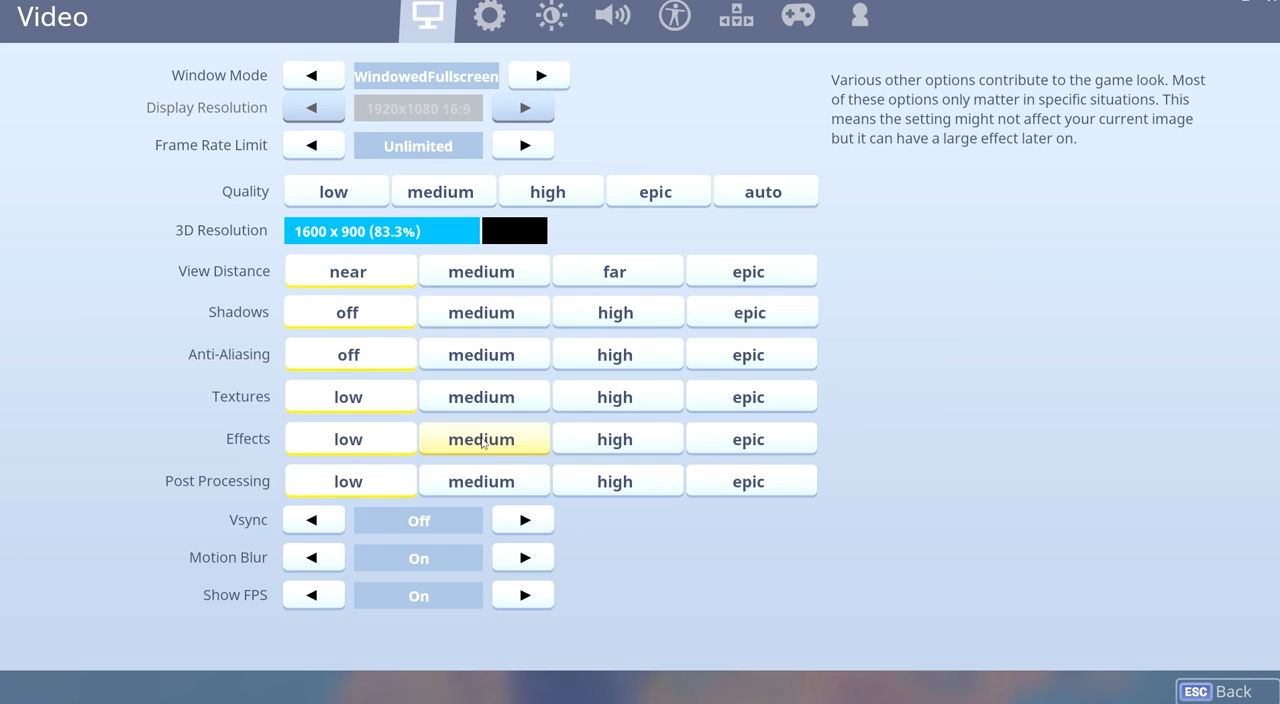 Video
Window Mode ◀ WindowedFullscreen ▶
Display Resolution ◀ 1920x1080 16:9 ▶
Frame Rate Limit ◀ Unlimited ▶
Quality low medium high epic auto
3D Resolution 1600 x 900 (83.3%)
View Distance near medium far epic
Shadows off medium high epic
Anti-Aliasing off medium high epic
Textures low medium high epic
Effects low medium high epic
Post Processing low medium high epic
Vsync ◀ Off ▶
Motion Blur ◀ On ▶
Show FPS ◀ On ▶
Various other options contribute to the game look. Most
of these options only matter in specific situations. This
means the setting might not affect your current image
but it can have a large effect later on.
ESC Back